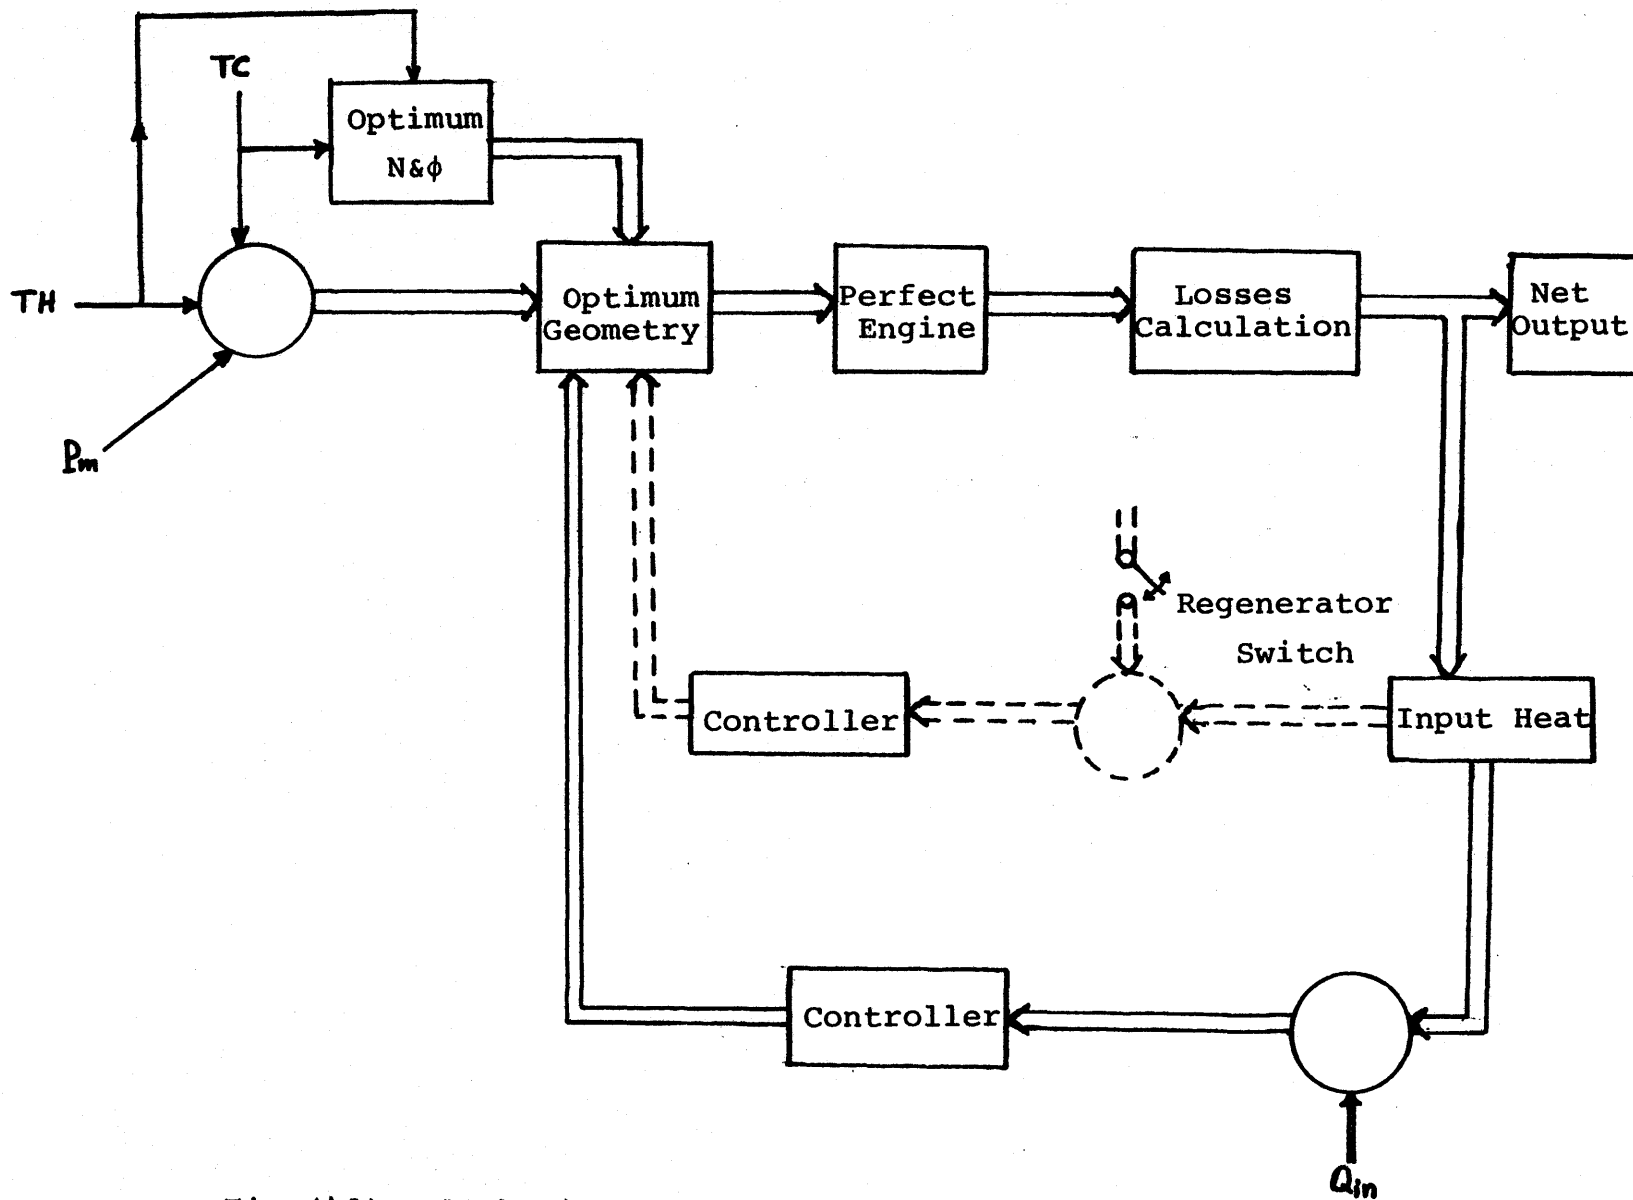 TC
Optimum
N&φ
TH
Optimum
Geometry
Perfect
Engine
Losses
Calculation
Net
Output
Pm
Regenerator
Switch
Controller
Input Heat
Controller
Qin